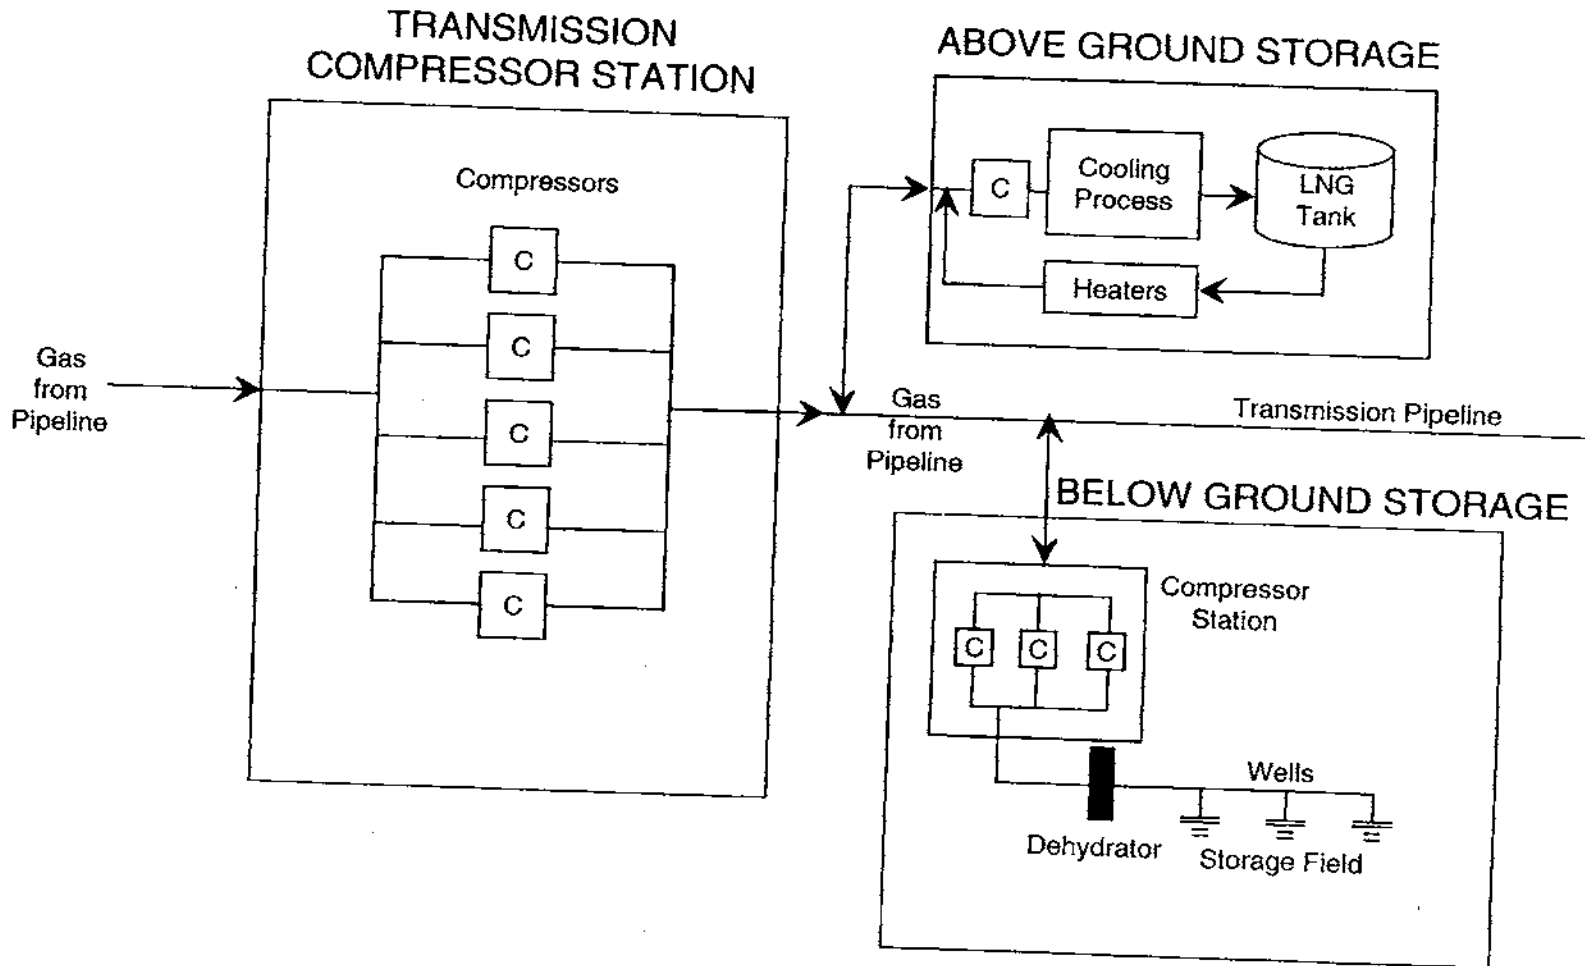 TRANSMISSION
COMPRESSOR STATION
Compressors
C
C
C
C
C
Gas
from
Pipeline
ABOVE GROUND STORAGE
C
Cooling
Process
LNG
Tank
Heaters
Gas
from
Pipeline
Transmission Pipeline
BELOW GROUND STORAGE
Compressor
Station
C
C
C
Wells
Dehydrator
Storage Field